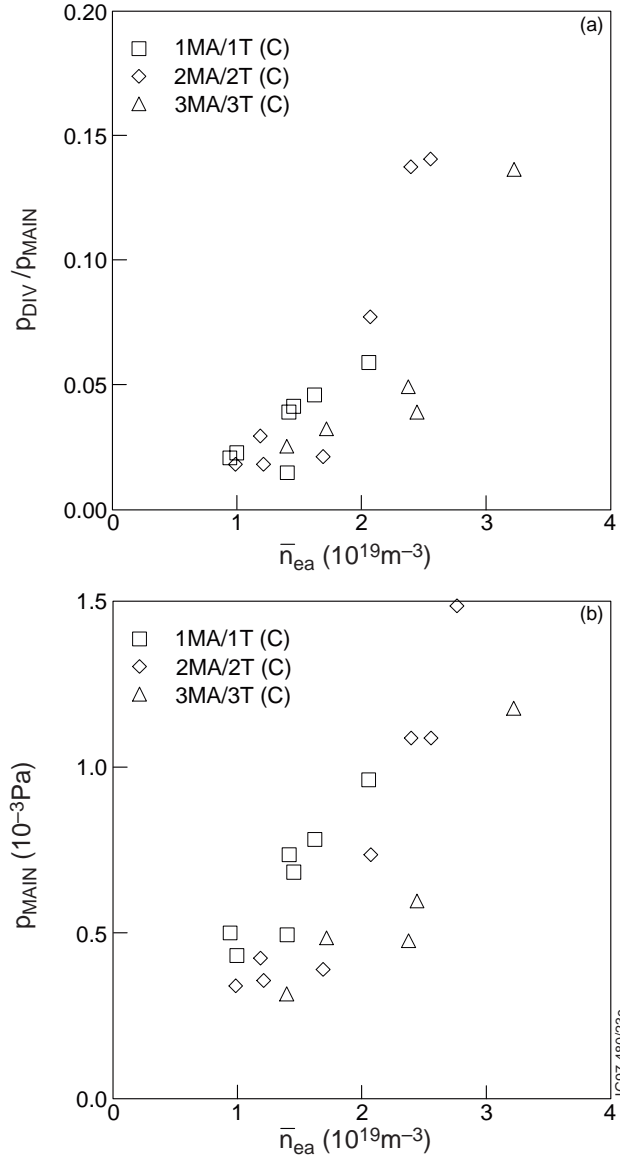 0.20
(a)
1MA/1T (C)
2MA/2T (C)
3MA/3T (C)
0.15
0.10
0.05
0.00
p_DIV /p_MAIN
0 1 2 3 4
n̅_ea (10¹⁹m⁻³)
1.5
(b)
1MA/1T (C)
2MA/2T (C)
3MA/3T (C)
1.0
0.5
0.0
p_MAIN (10⁻³Pa)
0 1 2 3 4
n̅_ea (10¹⁹m⁻³)